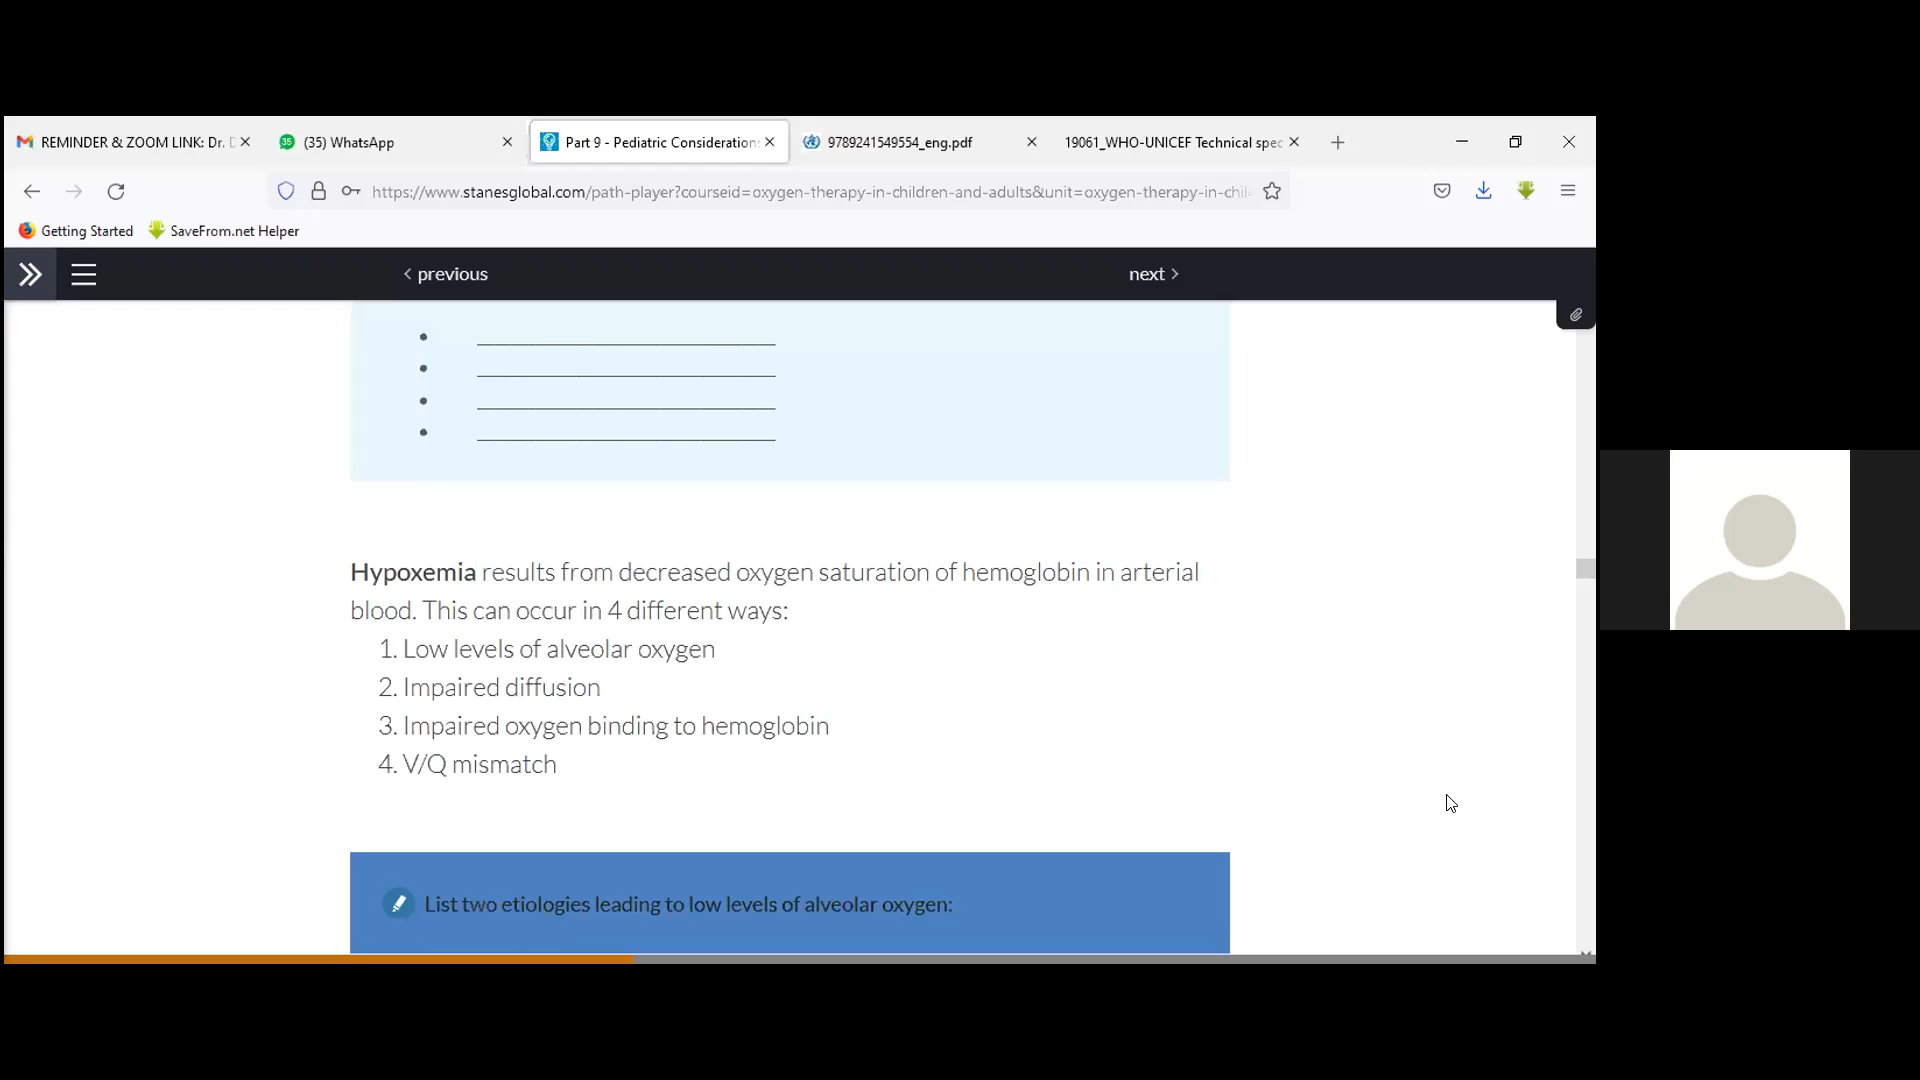 REMINDER & ZOOM LINK: Dr. D
35 (35) WhatsApp
Part 9 - Pediatric Considerations
9789241549554_eng.pdf
19061_WHO-UNICEF Technical spec
https://www.stanesglobal.com/path-player?courseid=oxygen-therapy-in-children-and-adults&unit=oxygen-therapy-in-chil
Getting Started
SaveFrom.net Helper
< previous
next >
Hypoxemia results from decreased oxygen saturation of hemoglobin in arterial
blood. This can occur in 4 different ways:
1. Low levels of alveolar oxygen
2. Impaired diffusion
3. Impaired oxygen binding to hemoglobin
4. V/Q mismatch
List two etiologies leading to low levels of alveolar oxygen: